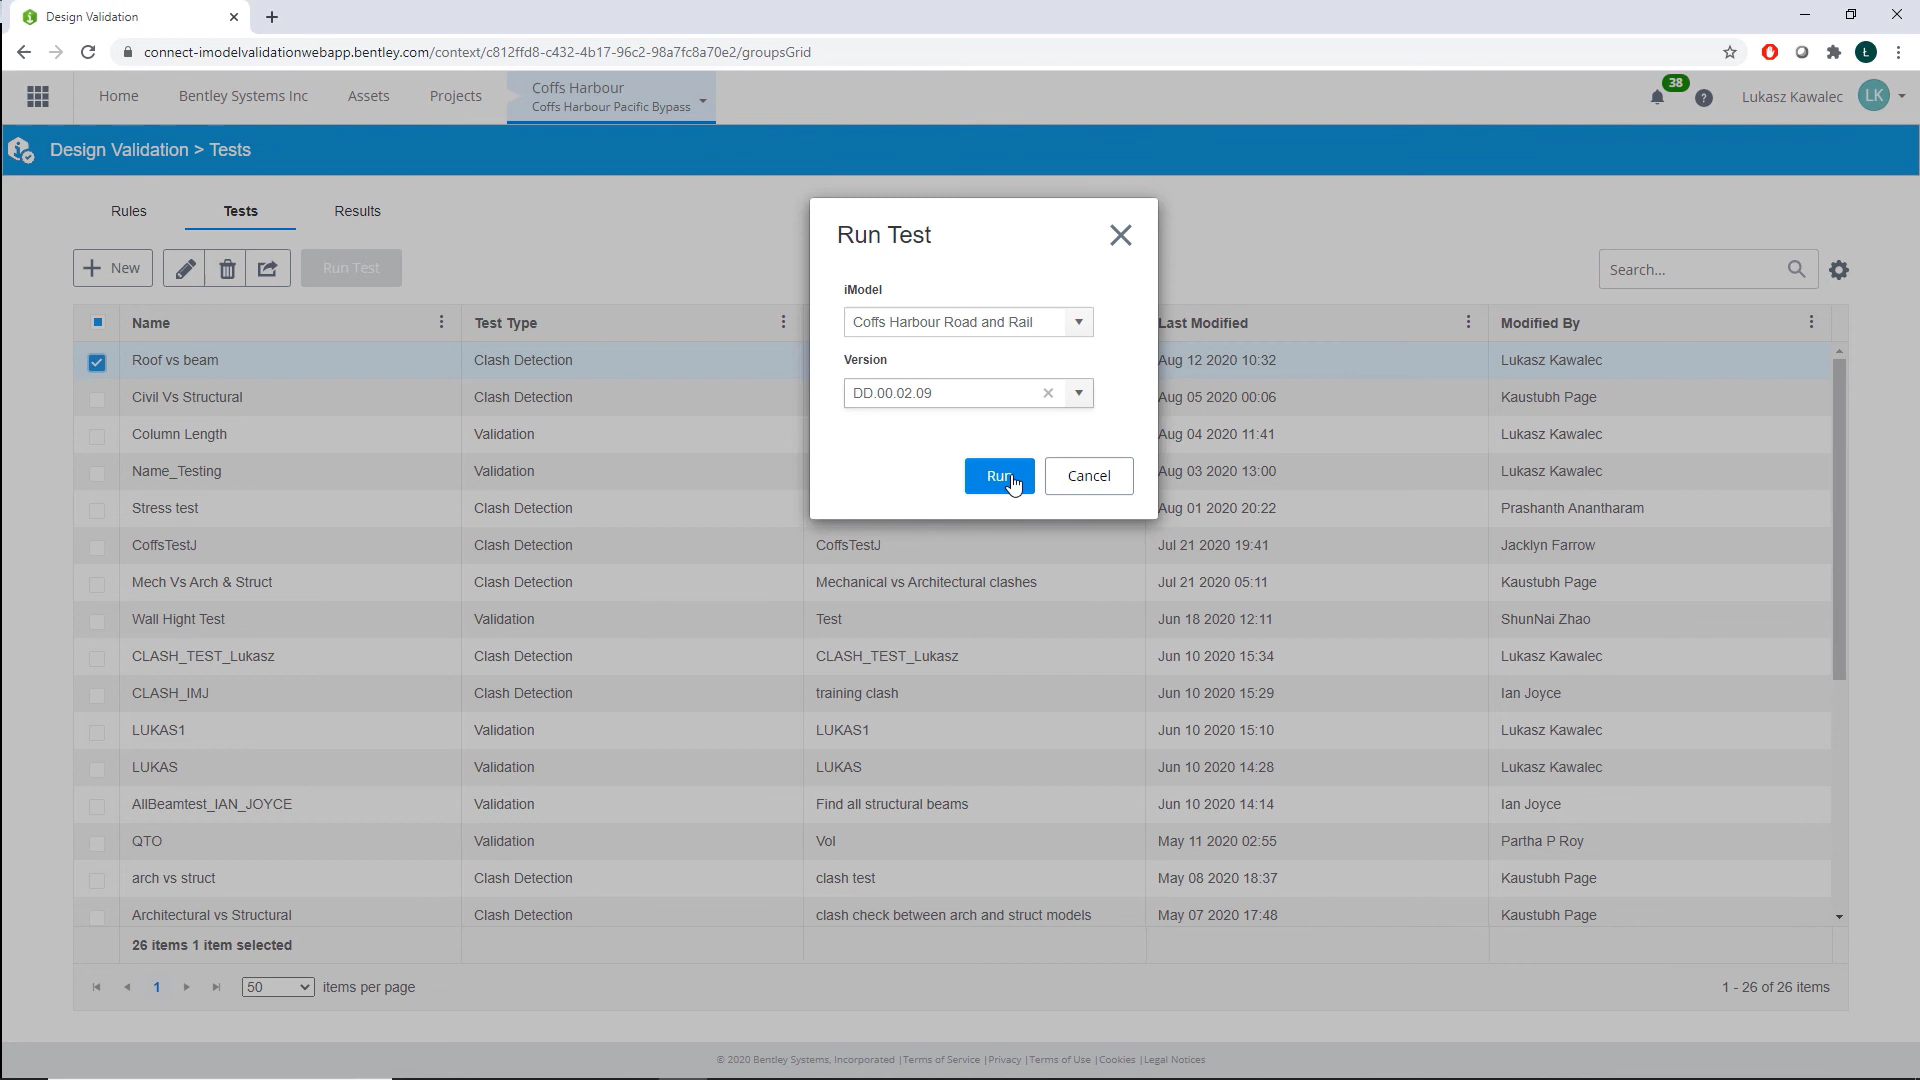 Design Validation
connect-imodelvalidationwebapp.bentley.com/context/c812ffd8-c432-4b17-96c2-98a7fc8a70e2/groupsGrid
Home Bentley Systems Inc Assets Projects Coffs Harbour
Coffs Harbour Pacific Bypass
38
Lukasz Kawalec LK
Design Validation > Tests
Rules Tests Results
New Run Test Search...
Run Test
iModel
Coffs Harbour Road and Rail
Version
DD.00.02.09
Run Cancel
Name Test Type Last Modified Modified By
Roof vs beam Clash Detection Aug 12 2020 10:32 Lukasz Kawalec
Civil Vs Structural Clash Detection Aug 05 2020 00:06 Kaustubh Page
Column Length Validation Aug 04 2020 11:41 Lukasz Kawalec
Name_Testing Validation Aug 03 2020 13:00 Lukasz Kawalec
Stress test Clash Detection Aug 01 2020 20:22 Prashanth Anantharam
CoffsTestJ Clash Detection CoffsTestJ Jul 21 2020 19:41 Jacklyn Farrow
Mech Vs Arch & Struct Clash Detection Mechanical vs Architectural clashes Jul 21 2020 05:11 Kaustubh Page
Wall Hight Test Validation Test Jun 18 2020 12:11 ShunNai Zhao
CLASH_TEST_Lukasz Clash Detection CLASH_TEST_Lukasz Jun 10 2020 15:34 Lukasz Kawalec
CLASH_IMJ Clash Detection training clash Jun 10 2020 15:29 Ian Joyce
LUKAS1 Validation LUKAS1 Jun 10 2020 15:10 Lukasz Kawalec
LUKAS Validation LUKAS Jun 10 2020 14:28 Lukasz Kawalec
AllBeamtest_IAN_JOYCE Validation Find all structural beams Jun 10 2020 14:14 Ian Joyce
QTO Validation Vol May 11 2020 02:55 Partha P Roy
arch vs struct Clash Detection clash test May 08 2020 18:37 Kaustubh Page
Architectural vs Structural Clash Detection clash check between arch and struct models May 07 2020 17:48 Kaustubh Page
26 items 1 item selected
1 50 items per page 1 - 26 of 26 items
© 2020 Bentley Systems, Incorporated |Terms of Service |Privacy |Terms of Use |Cookies |Legal Notices